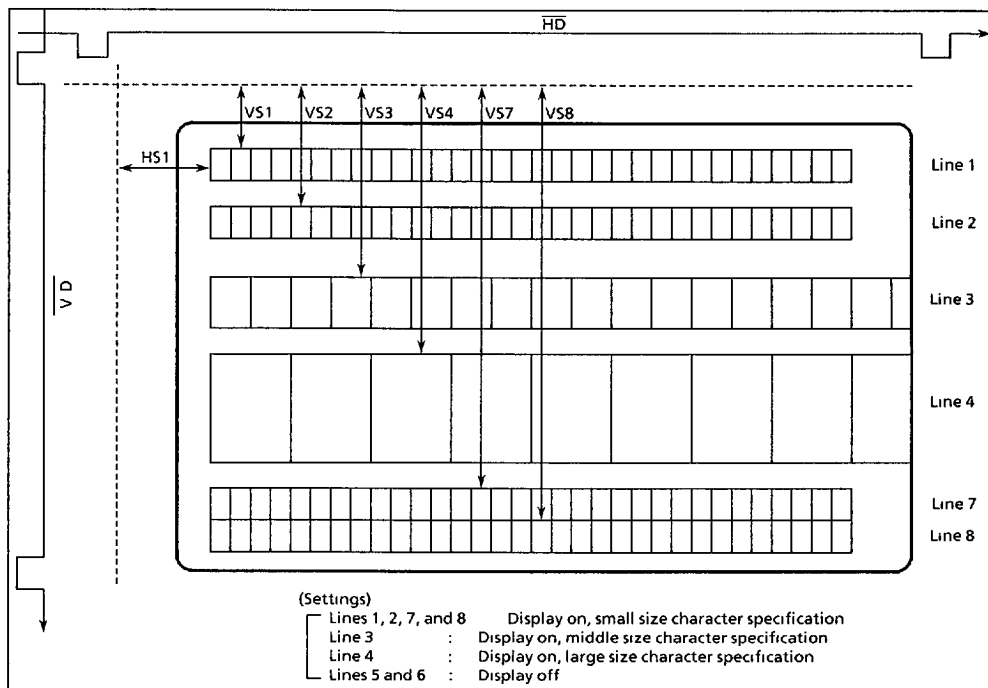 HD
VS1 VS2 VS3 VS4 VS7 VS8
HS1
Line 1
Line 2
VD
Line 3
Line 4
Line 7
Line 8
(Settings)
Lines 1, 2, 7, and 8 Display on, small size character specification
Line 3 : Display on, middle size character specification
Line 4 : Display on, large size character specification
Lines 5 and 6 : Display off